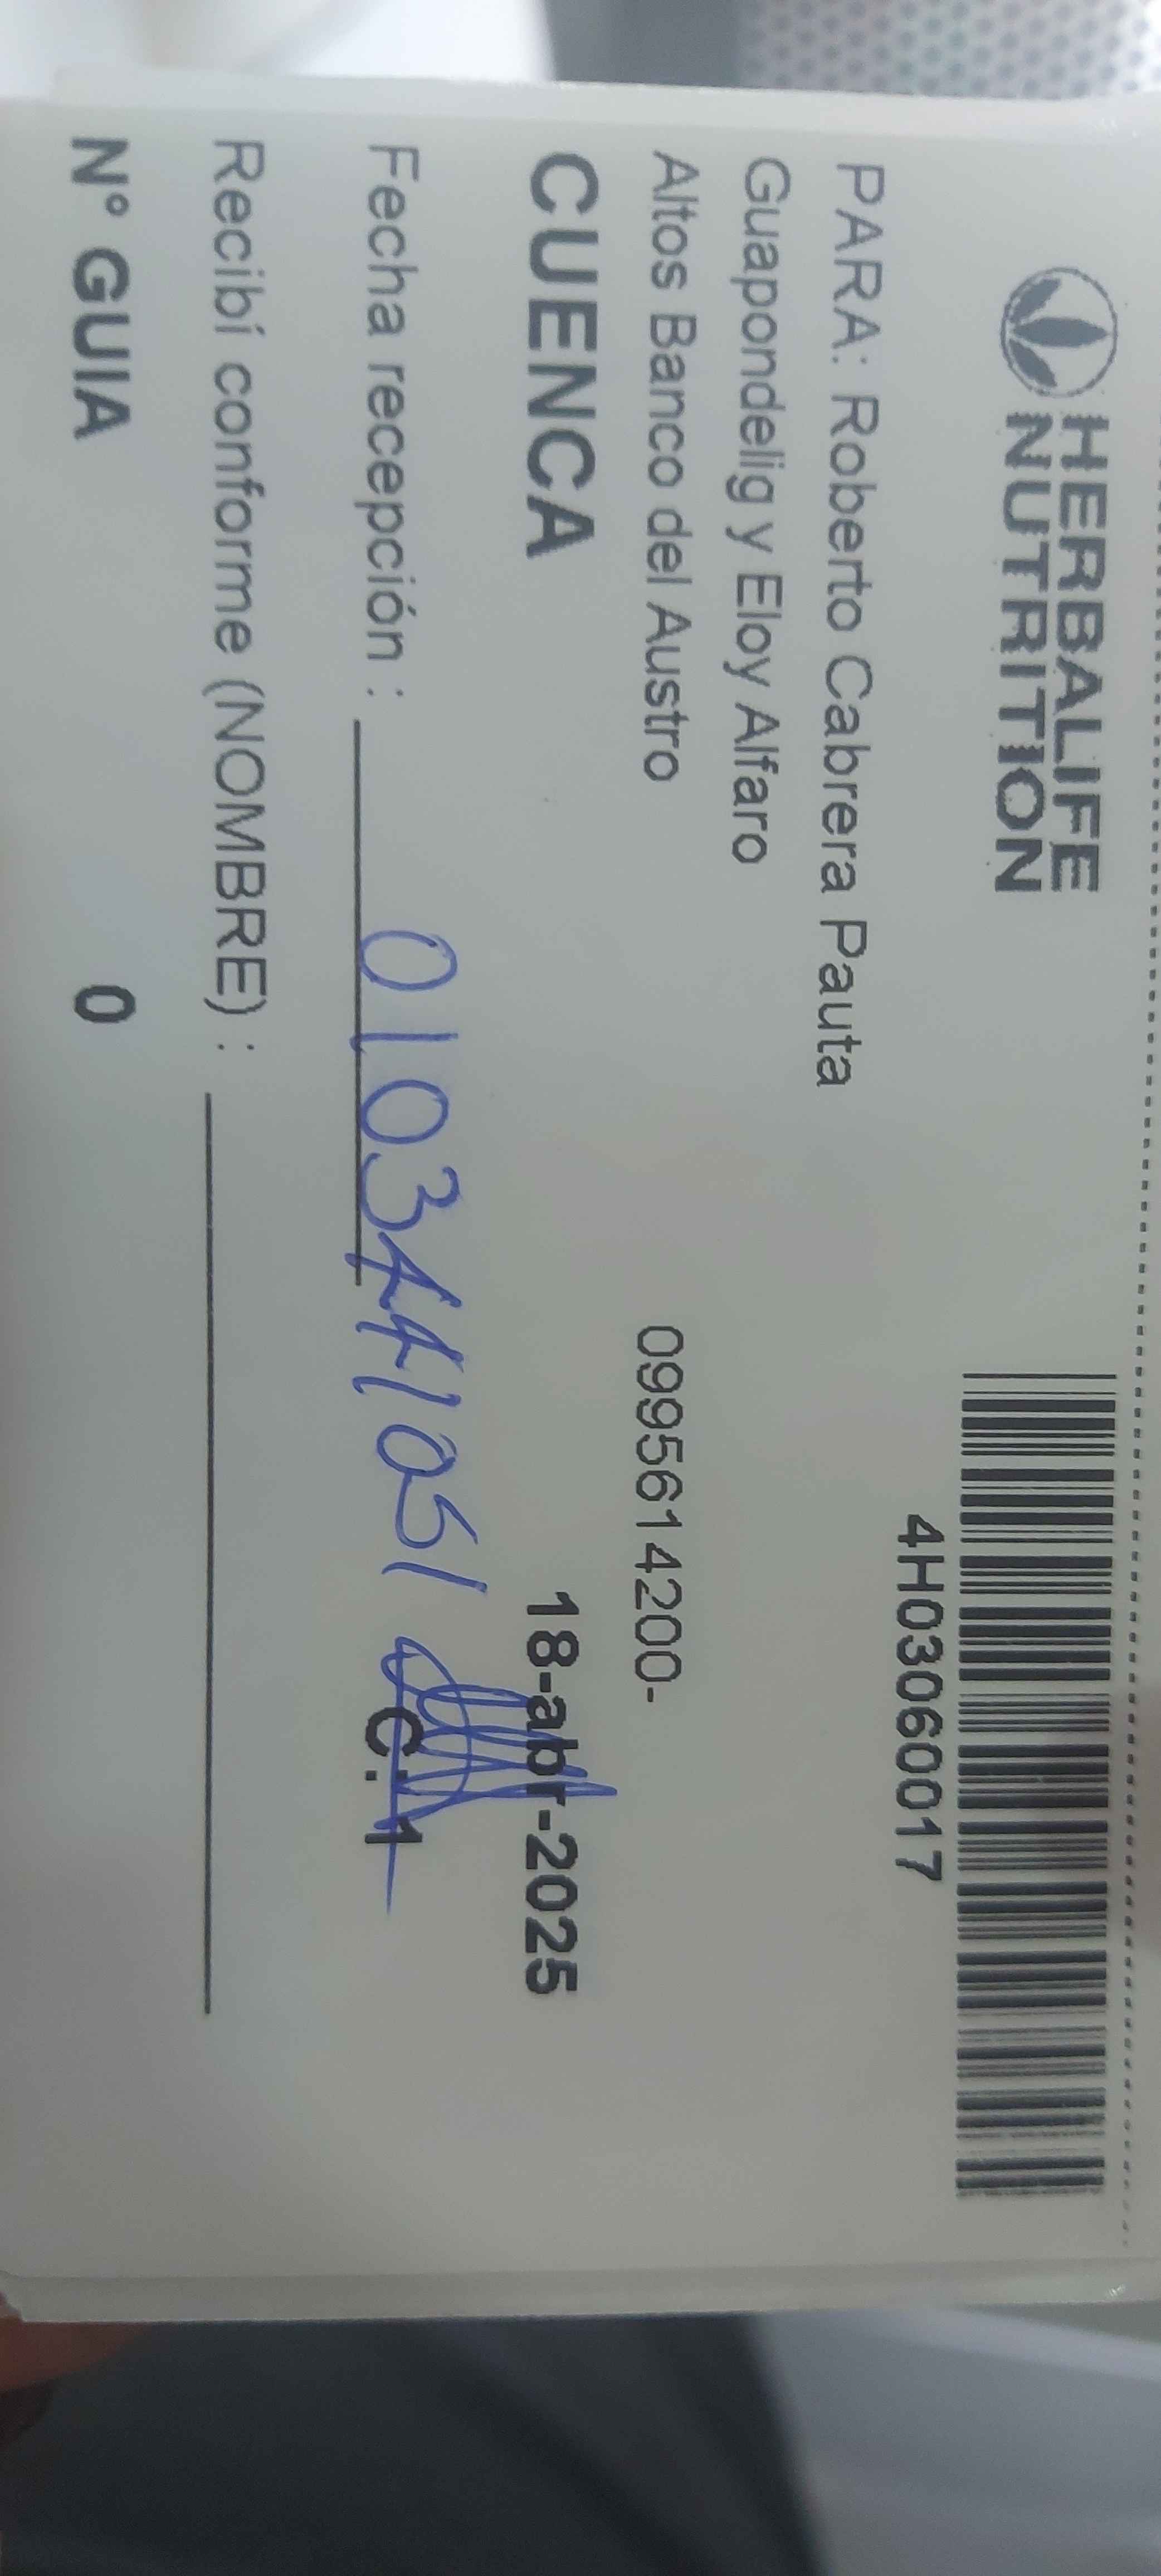 HERBALIFE
NUTRITION
4H03060017
PARA: Roberto Cabrera Pauta
Guapondelig y Eloy Alfaro
Altos Banco del Austro 0995614200-
CUENCA 18-abr-2025
Fecha recepción : 0103441051 C:1
Recibí conforme (NOMBRE) :
N° GUIA 0